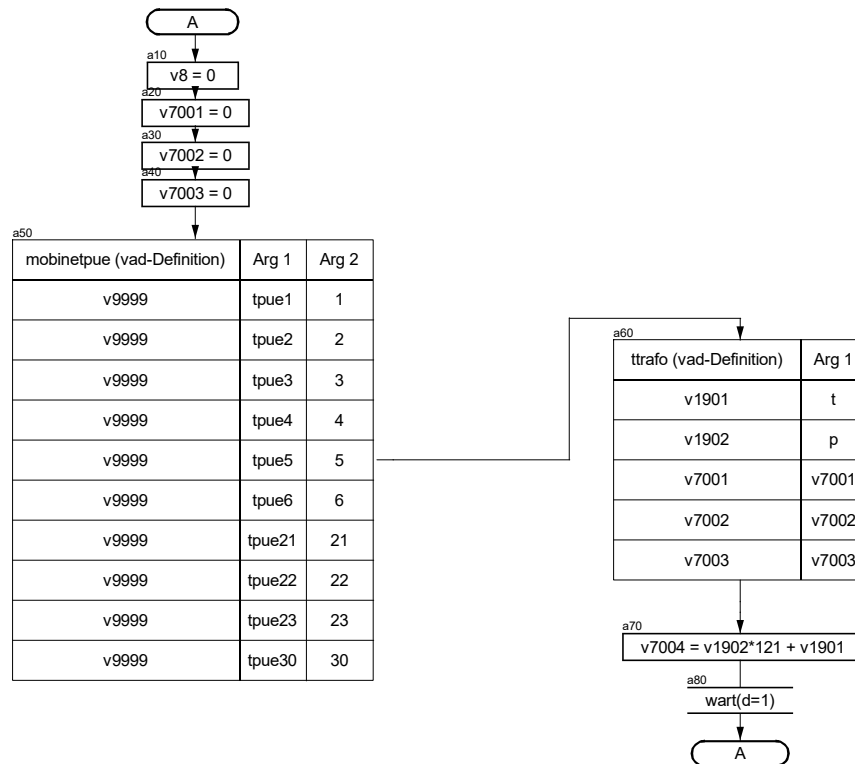 A
a10
v8 = 0
a20
v7001 = 0
a30
v7002 = 0
a40
v7003 = 0
a50
mobinetpue (vad-Definition) Arg 1 Arg 2
v9999 tpue1 1
v9999 tpue2 2
v9999 tpue3 3
v9999 tpue4 4
v9999 tpue5 5
v9999 tpue6 6
v9999 tpue21 21
v9999 tpue22 22
v9999 tpue23 23
v9999 tpue30 30
a60
ttrafo (vad-Definition) Arg 1
v1901 t
v1902 p
v7001 v7001
v7002 v7002
v7003 v7003
a70
v7004 = v1902*121 + v1901
a80
wart(d=1)
A